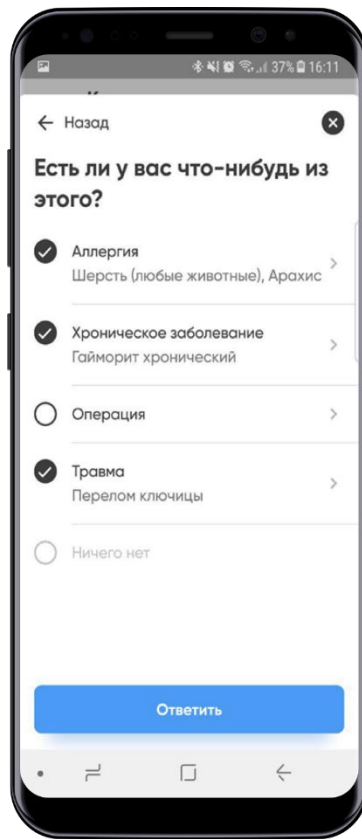 37% 16:11
Назад
Есть ли у вас что-нибудь из
этого?
Аллергия
Шерсть (любые животные), Арахис
Хроническое заболевание
Гайморит хронический
Операция
Травма
Перелом ключицы
Ничего нет
Ответить